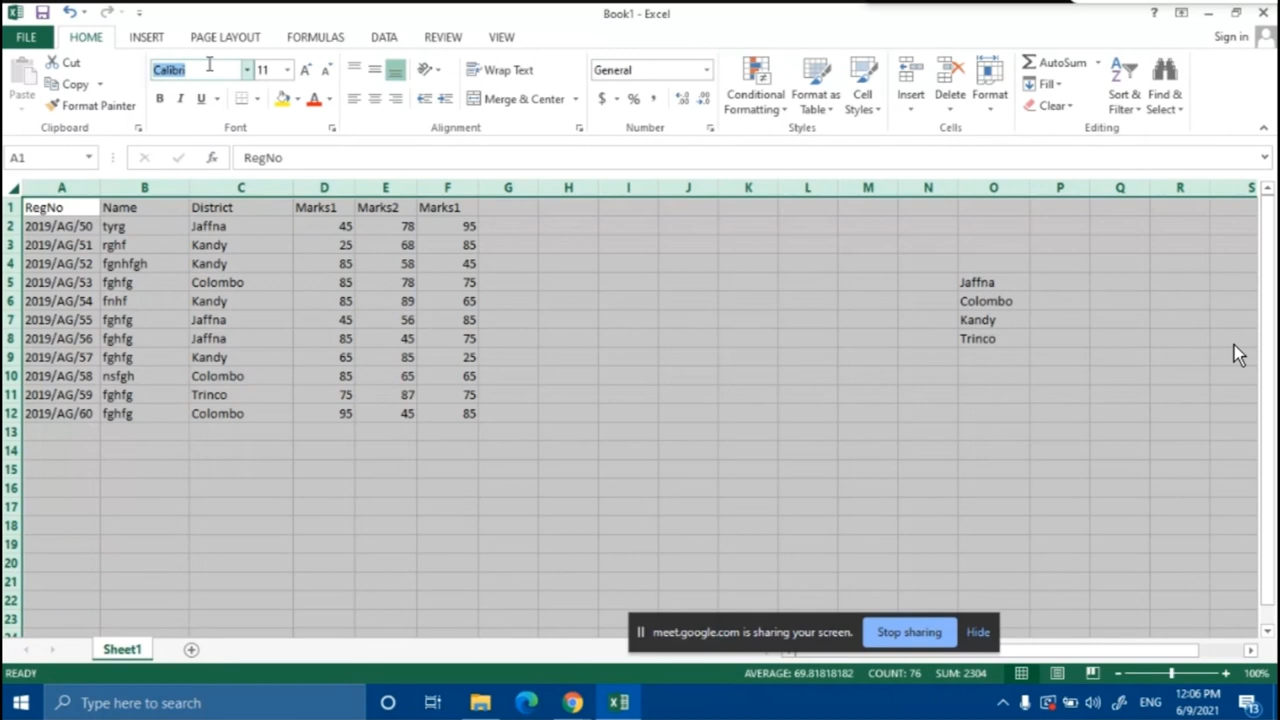 Book1 - Excel
?
FILE HOME INSERT PAGE LAYOUT FORMULAS DATA REVIEW VIEW Sign in
Paste Cut Copy Format Painter
Calibri 11
B I U A
Wrap Text
Merge & Center
General
$ % ,
Conditional Formatting Format as Table Cell Styles
Insert Delete Format
AutoSum Fill Clear Sort & Filter Find & Select
Clipboard Font Alignment Number Styles Cells Editing
A1 fx RegNo
A B C D E F G H I J K L M N O P Q R S
1 RegNo Name District Marks1 Marks2 Marks1
2 2019/AG/50 tyrg Jaffna 45 78 95
3 2019/AG/51 rghf Kandy 25 68 85
4 2019/AG/52 fgnhfgh Kandy 85 58 45
5 2019/AG/53 fghfg Colombo 85 78 75 Jaffna
6 2019/AG/54 fnhf Kandy 85 89 65 Colombo
7 2019/AG/55 fghfg Jaffna 45 56 85 Kandy
8 2019/AG/56 fghfg Jaffna 85 45 75 Trinco
9 2019/AG/57 fghfg Kandy 65 85 25
10 2019/AG/58 nsfgh Colombo 85 65 65
11 2019/AG/59 fghfg Trinco 75 87 75
12 2019/AG/60 fghfg Colombo 95 45 85
13
14
15
16
17
18
19
20
21
22
23
meet.google.com is sharing your screen. Stop sharing Hide
Sheet1
READY AVERAGE: 69.81818182 COUNT: 76 SUM: 2304 100%
Type here to search
ENG 12:06 PM
6/9/2021 13